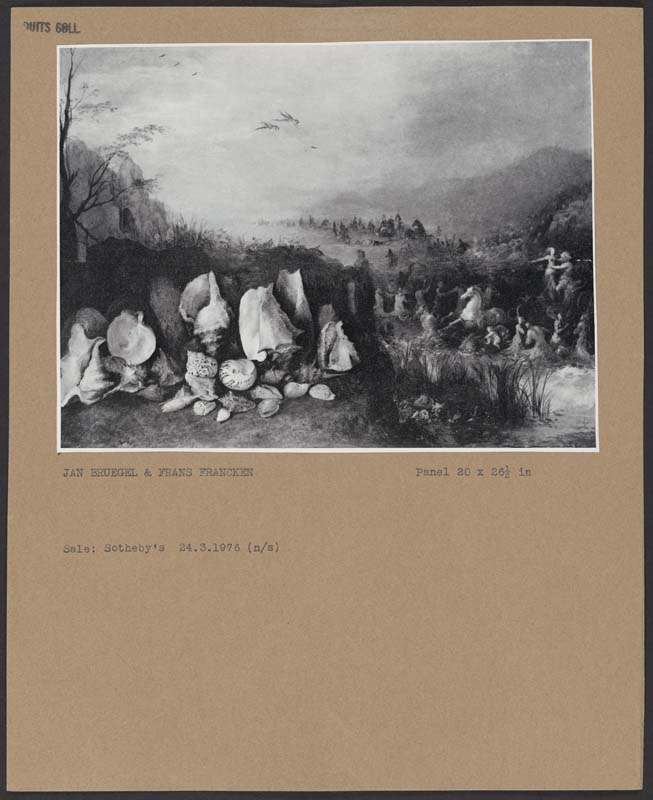 DUITS COLL.
JAN BRUEGEL & FRANS FRANCKEN Panel 20 x 26½ in
Sale: Sotheby's 24.3.1976 (n/s)